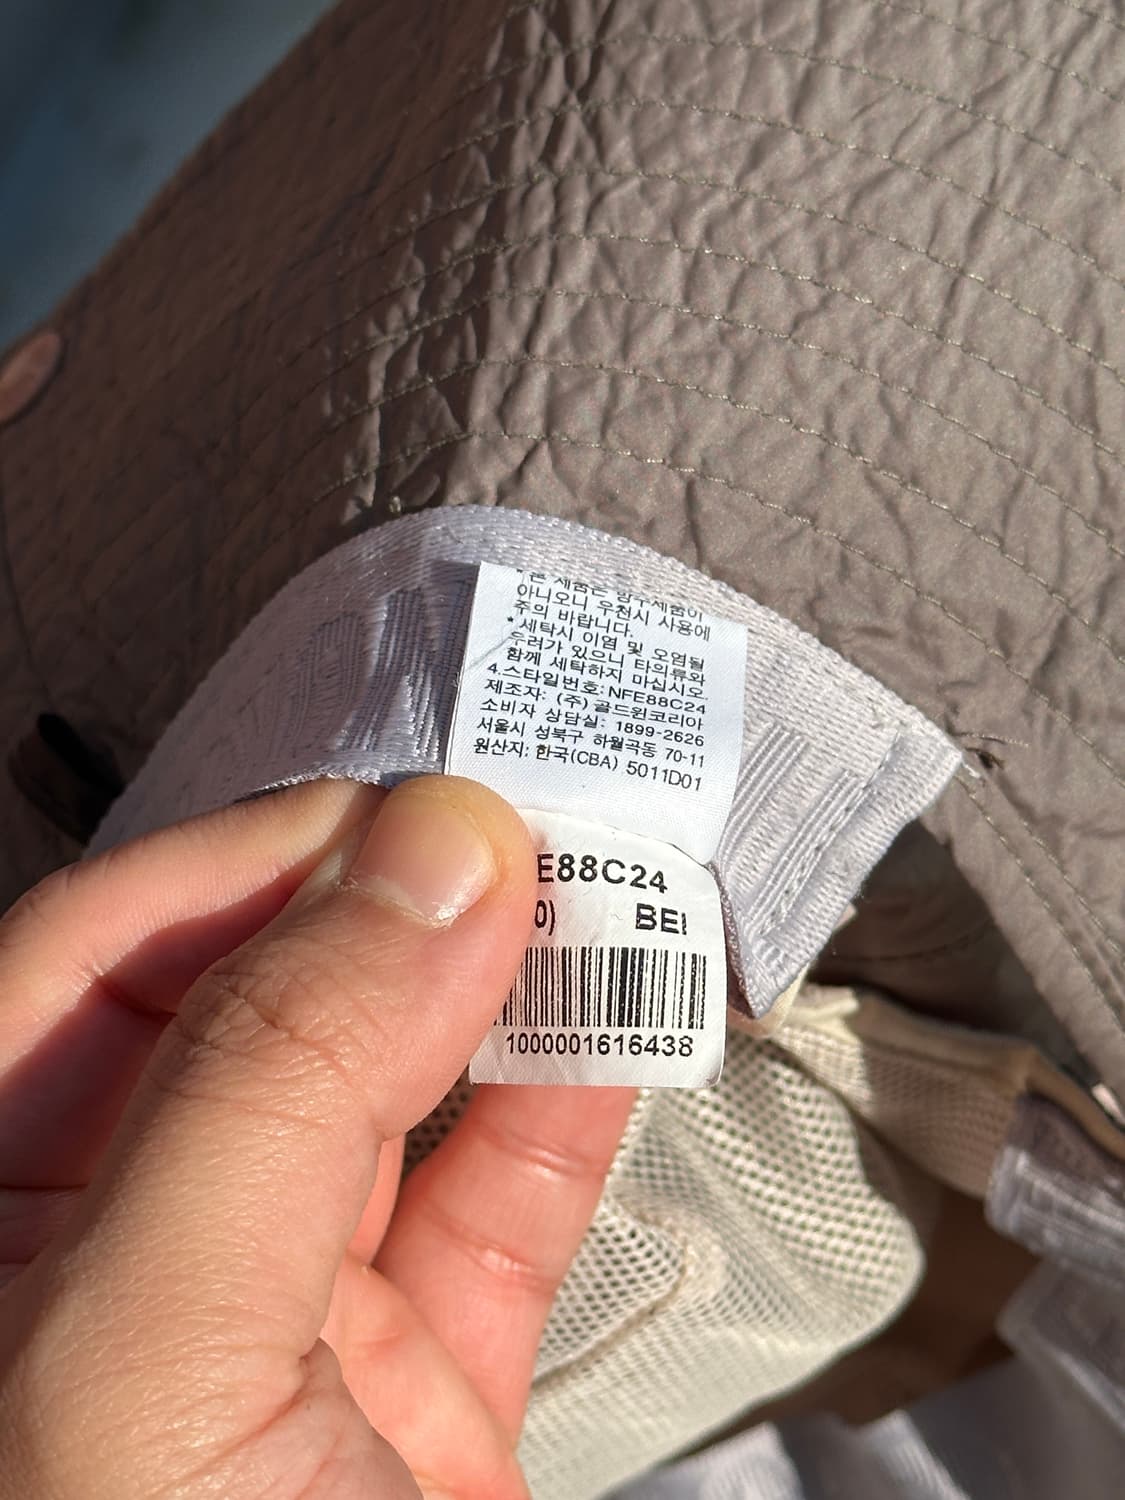 * 본 제품은 방수제품이
아니오니 우천시 사용에
주의 바랍니다.
* 세탁시 이염 및 오염될
우려가 있으니 타의류와
함께 세탁하지 마십시오.
4.스타일번호: NFE88C24
제조자: (주)골드윈코리아
소비자 상담실: 1899-2626
서울시 성북구 하월곡동 70-11
원산지: 한국(CBA) 5011D01
E88C24
0) BEI
1000001616438